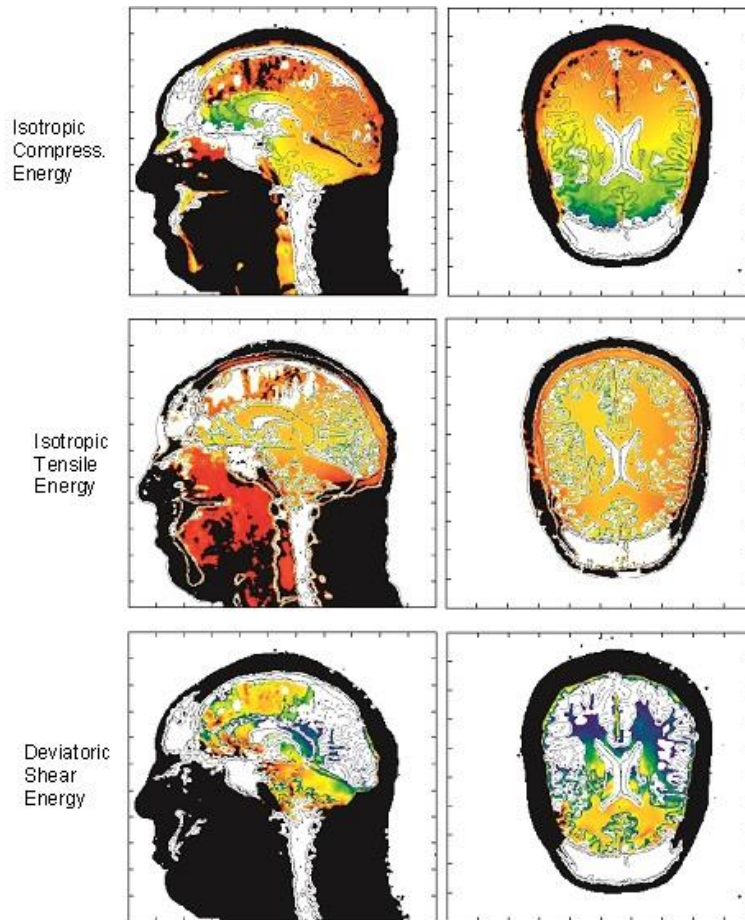 Isotropic
Compress.
Energy
Isotropic
Tensile
Energy
Deviatoric
Shear
Energy